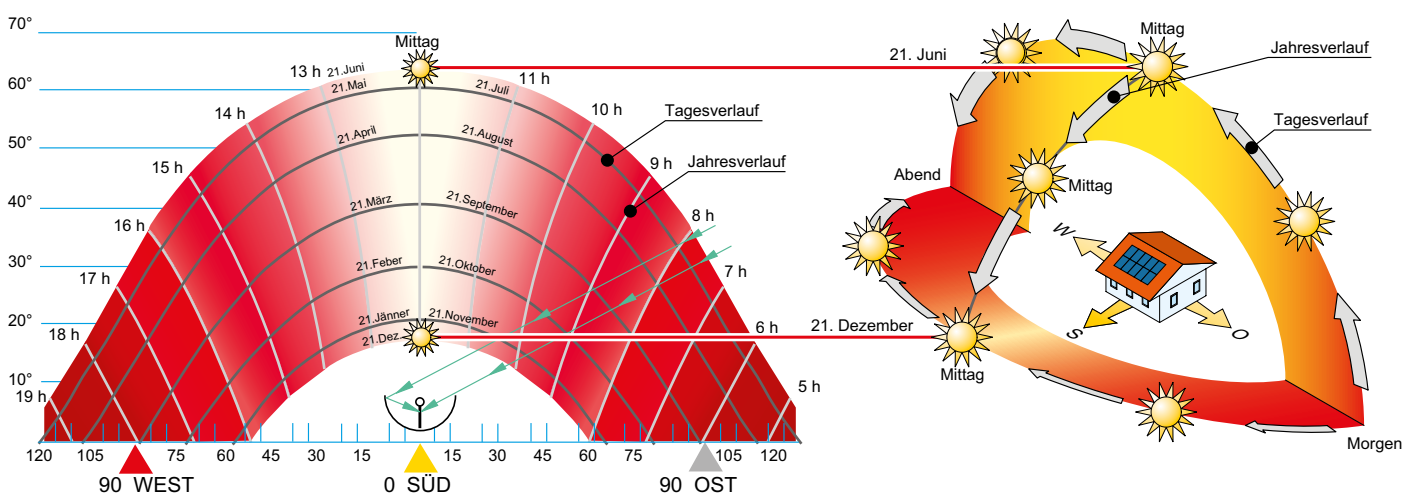 70°
60°
50°
40°
30°
20°
10°
Mittag
13 h
21.Juni
21.Mai
21.Juli
11 h
14 h
10 h
21.April
21.August
Tagesverlauf
15 h
9 h
Jahresverlauf
21.März
21.September
16 h
8 h
17 h
21.Feber
21.Oktober
7 h
18 h
21.Jänner
21.November
6 h
21.Dez.
19 h
5 h
120 105 75 60 45 30 15 15 30 45 60 75 105 120
90 WEST
0 SÜD
90 OST
21. Juni
21. Dezember
Mittag
Jahresverlauf
Tagesverlauf
Abend
Mittag
W
S
O
Mittag
Morgen